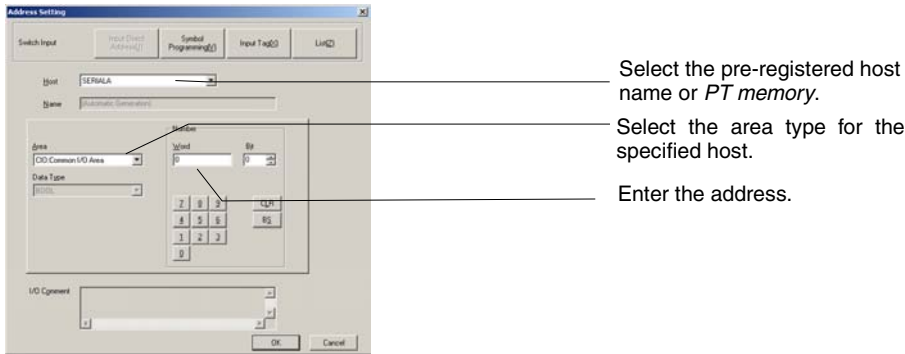 Address Setting
Switch Input
Input Direct Address(J)
Symbol Programming(V)
Input Tag(X)
List(Z)
Host
SERIALA
Select the pre-registered host
name or PT memory.
Name
(Automatic Generation)
Number
Select the area type for the
specified host.
Area
Word
Bit
CIO:Common I/O Area
0
0
Enter the address.
Data Type
BOOL
7 8 9
CLR
4 5 6
BS
1 2 3
0
I/O Comment
OK
Cancel